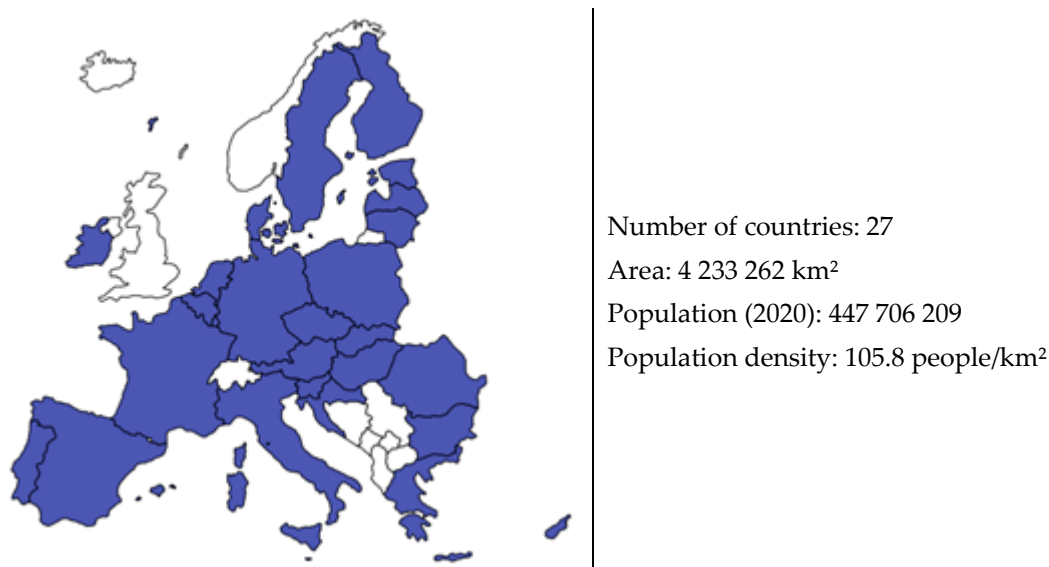 Number of countries: 27
Area: 4 233 262 km²
Population (2020): 447 706 209
Population density: 105.8 people/km²